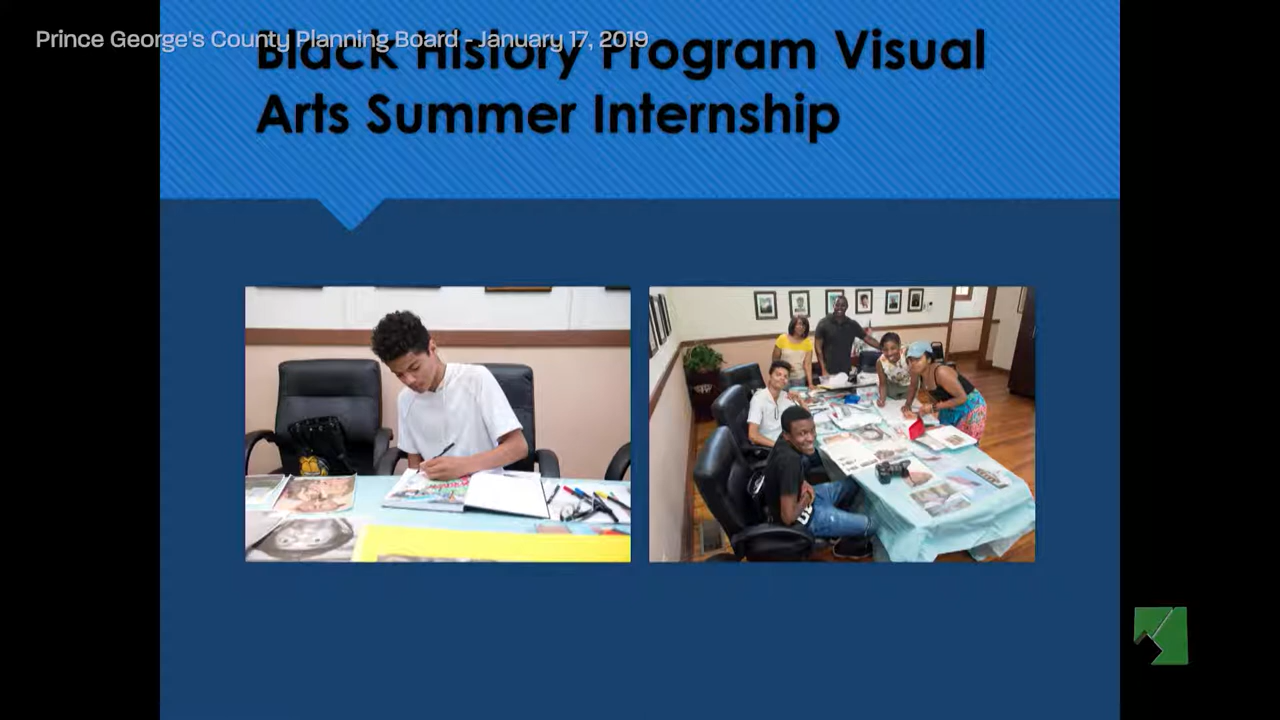 Prince George's County Planning Board - January 17, 2019
Black History Program Visual
Arts Summer Internship